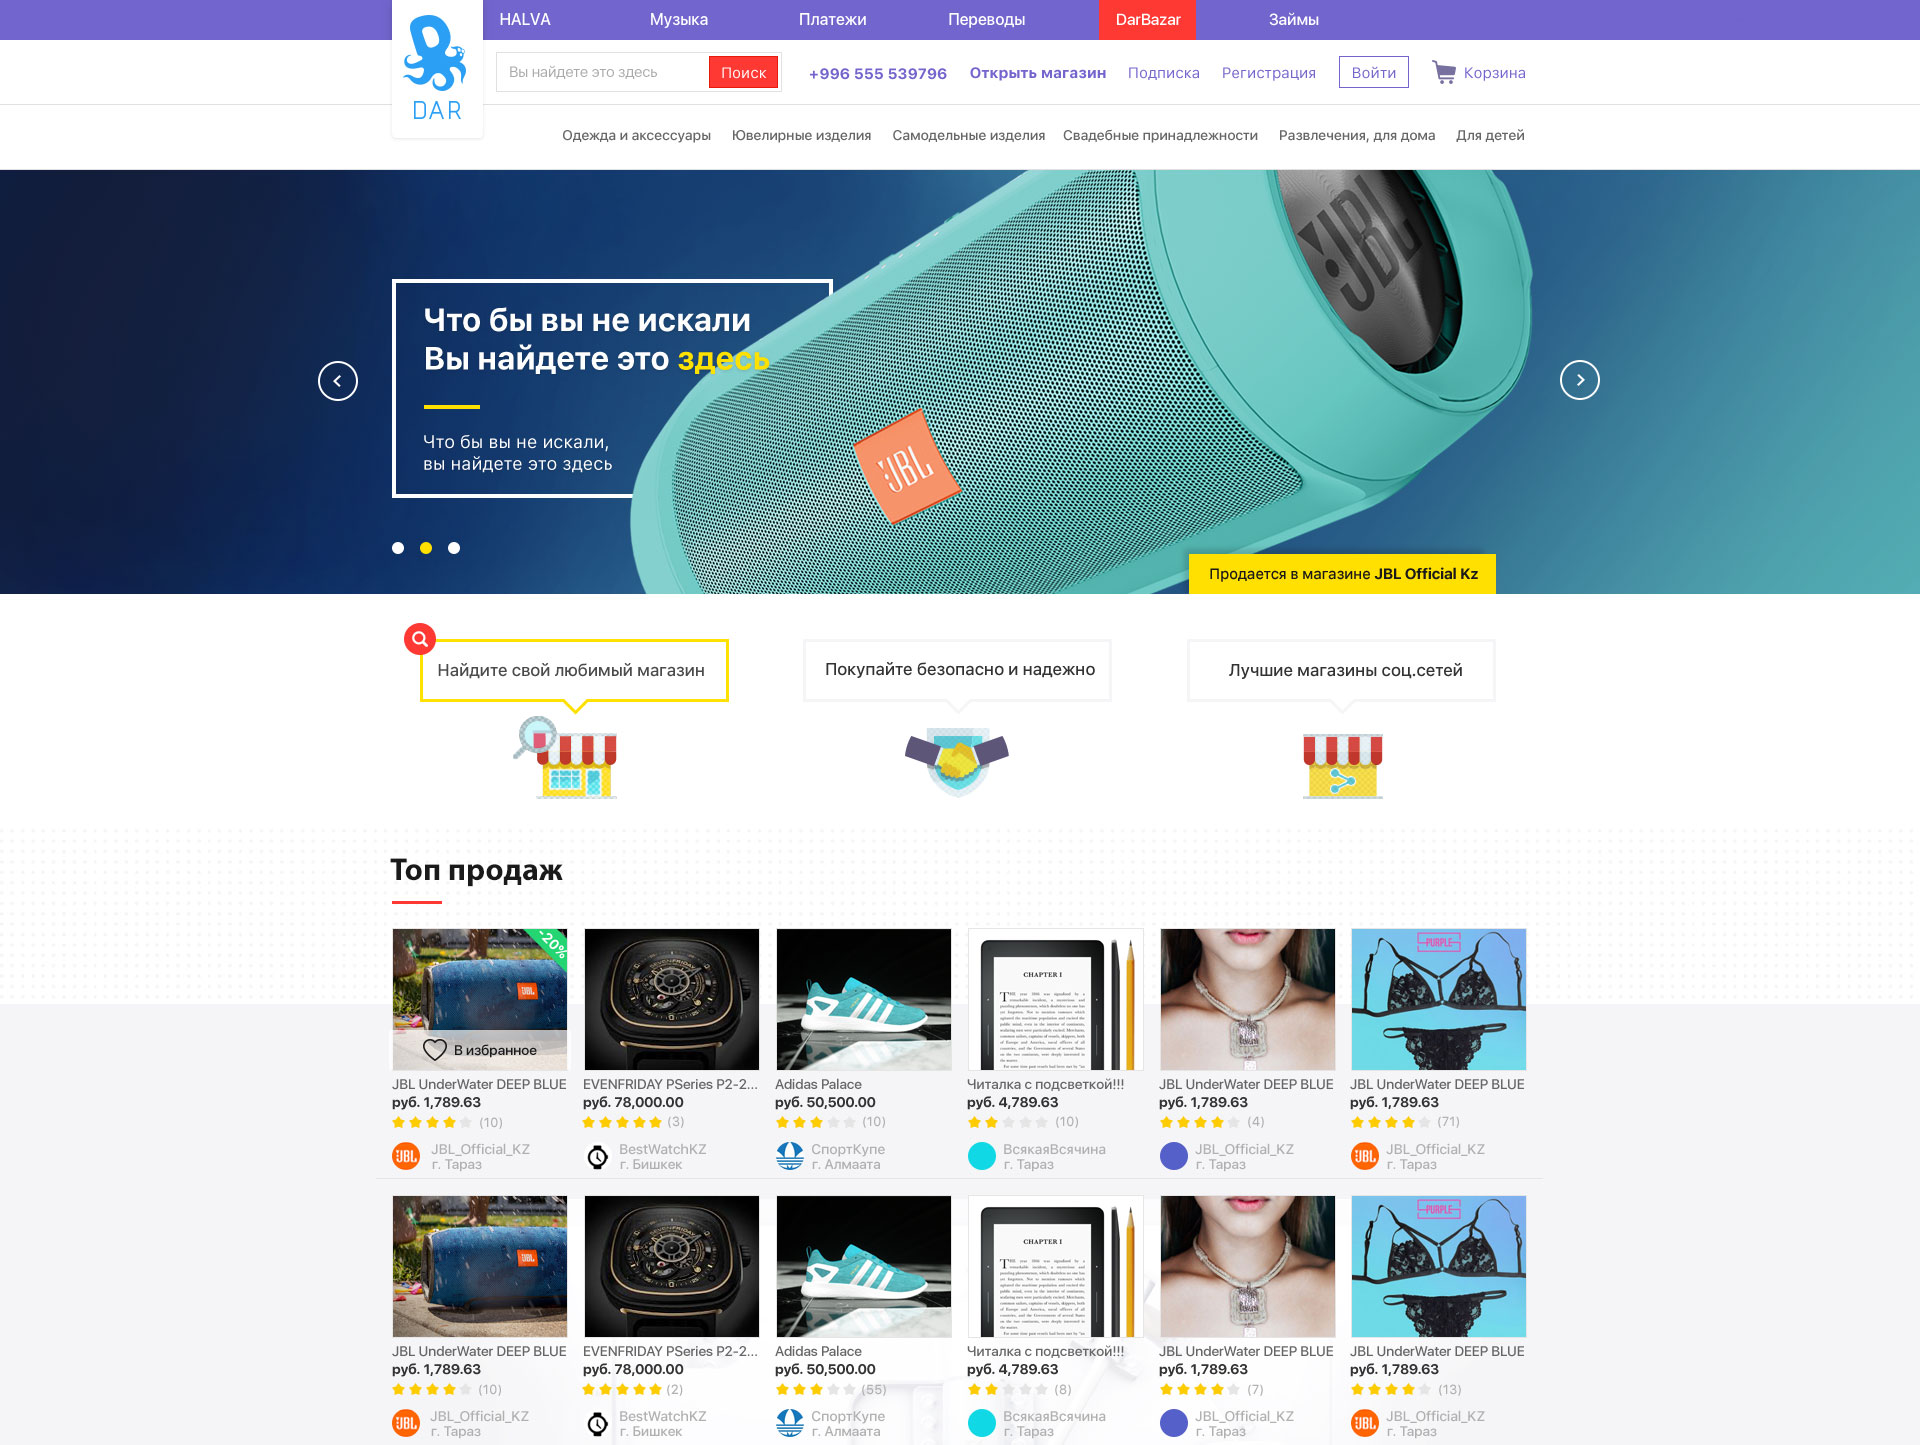 HALVA
Музыка
Платежи
Переводы
DarBazar
Займы
DAR
Вы найдете это здесь
Поиск
+996 555 539796
Открыть магазин
Подписка
Регистрация
Войти
Корзина
Одежда и аксессуары
Ювелирные изделия
Самодельные изделия
Свадебные принадлежности
Развлечения, для дома
Для детей
Что бы вы не искали
Вы найдете это здесь
Что бы вы не искали,
вы найдете это здесь
JBL
JBL
Продается в магазине JBL Official Kz
Найдите свой любимый магазин
Покупайте безопасно и надежно
Лучшие магазины соц.сетей
Топ продаж
-20%
JBL
В избранное
JBL UnderWater DEEP BLUE
руб. 1,789.63
(10)
JBL
JBL_Official_KZ
г. Тараз
EVENFRIDAY
EVENFRIDAY PSeries P2-2...
руб. 78,000.00
(3)
BestWatchKZ
г. Бишкек
Adidas Palace
руб. 50,500.00
(10)
СпортКупе
г. Алмаата
CHAPTER I
Читалка с подсветкой!!!
руб. 4,789.63
(10)
ВсякаяВсячина
г. Тараз
JBL UnderWater DEEP BLUE
руб. 1,789.63
(4)
JBL_Official_KZ
г. Тараз
PURPLE
JBL UnderWater DEEP BLUE
руб. 1,789.63
(71)
JBL
JBL_Official_KZ
г. Тараз
JBL
JBL UnderWater DEEP BLUE
руб. 1,789.63
(10)
JBL
JBL_Official_KZ
г. Тараз
EVENFRIDAY
EVENFRIDAY PSeries P2-2...
руб. 78,000.00
(2)
BestWatchKZ
г. Бишкек
Adidas Palace
руб. 50,500.00
(55)
СпортКупе
г. Алмаата
CHAPTER I
Читалка с подсветкой!!!
руб. 4,789.63
(8)
ВсякаяВсячина
г. Тараз
JBL UnderWater DEEP BLUE
руб. 1,789.63
(7)
JBL_Official_KZ
г. Тараз
PURPLE
JBL UnderWater DEEP BLUE
руб. 1,789.63
(13)
JBL
JBL_Official_KZ
г. Тараз